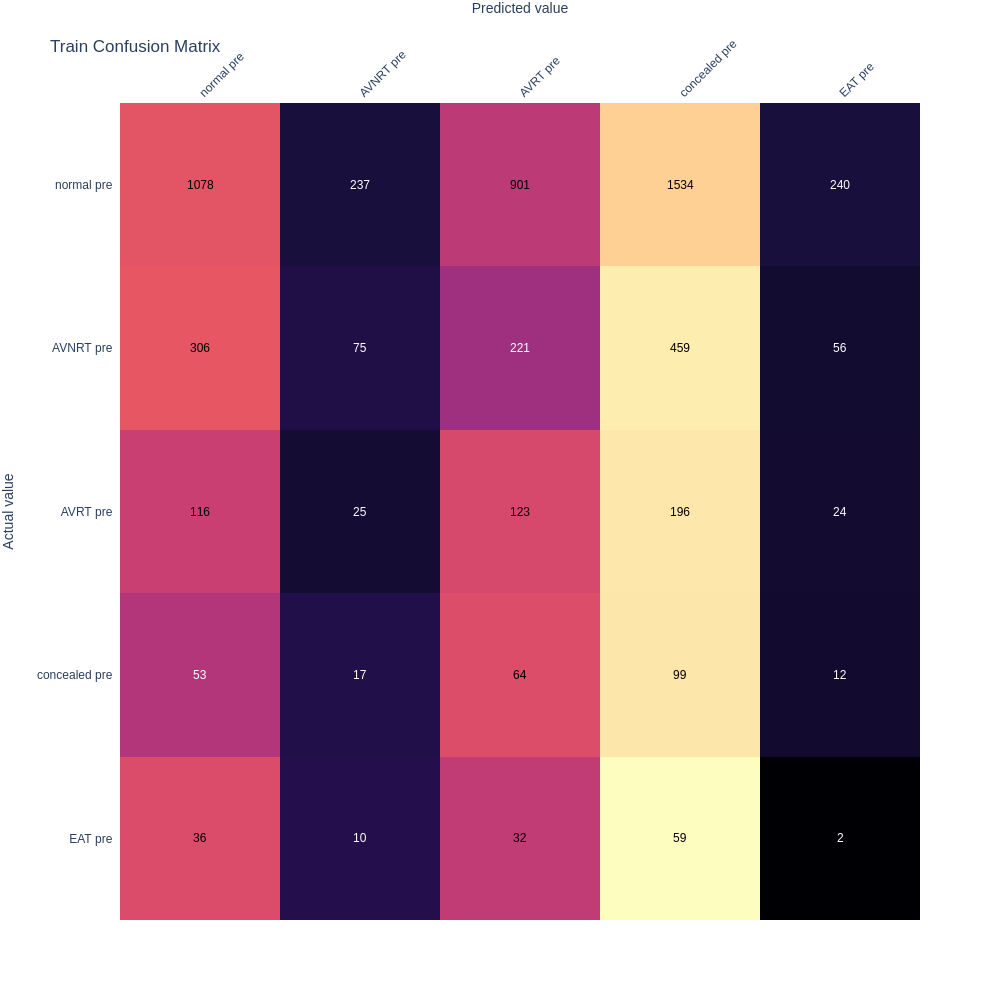 Predicted value
Train Confusion Matrix
normal pre AVNRT pre AVRT pre concealed pre EAT pre
normal pre 1078 237 901 1534 240
AVNRT pre 306 75 221 459 56
Actual value
AVRT pre 116 25 123 196 24
concealed pre 53 17 64 99 12
EAT pre 36 10 32 59 2